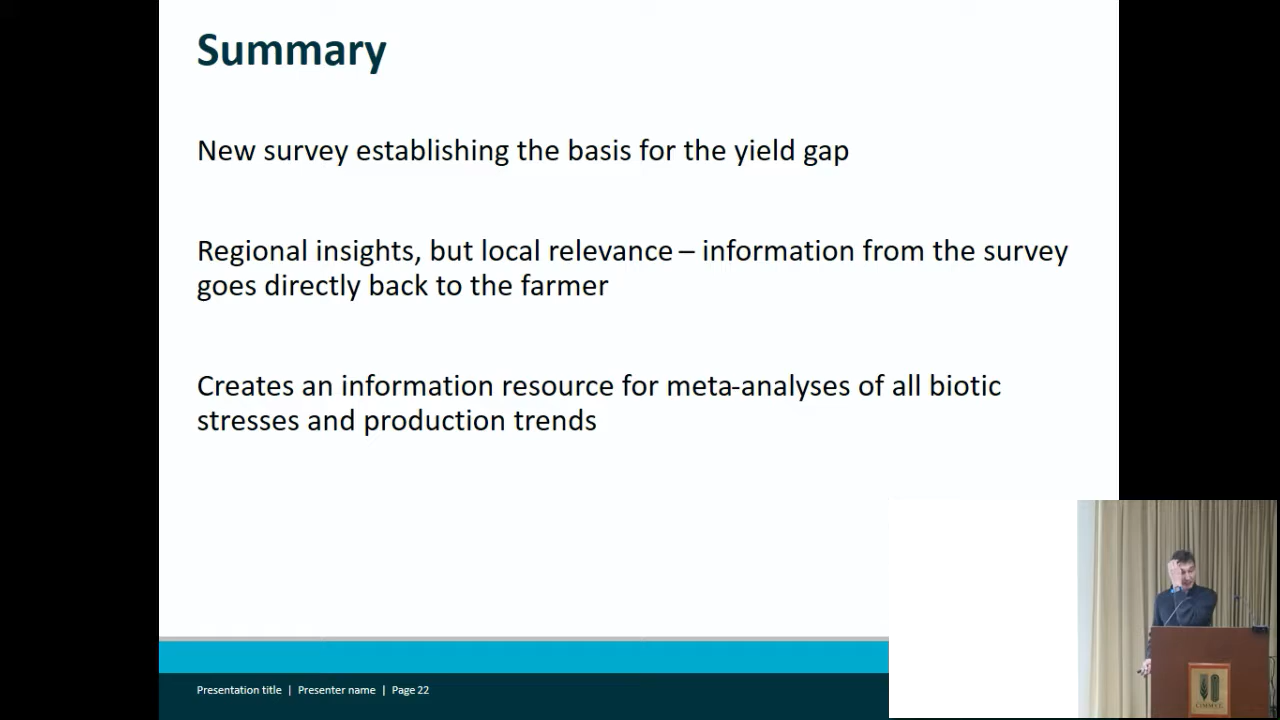 Summary
New survey establishing the basis for the yield gap
Regional insights, but local relevance – information from the survey
goes directly back to the farmer
Creates an information resource for meta-analyses of all biotic
stresses and production trends
Presentation title | Presenter name | Page 22
CIMMYT